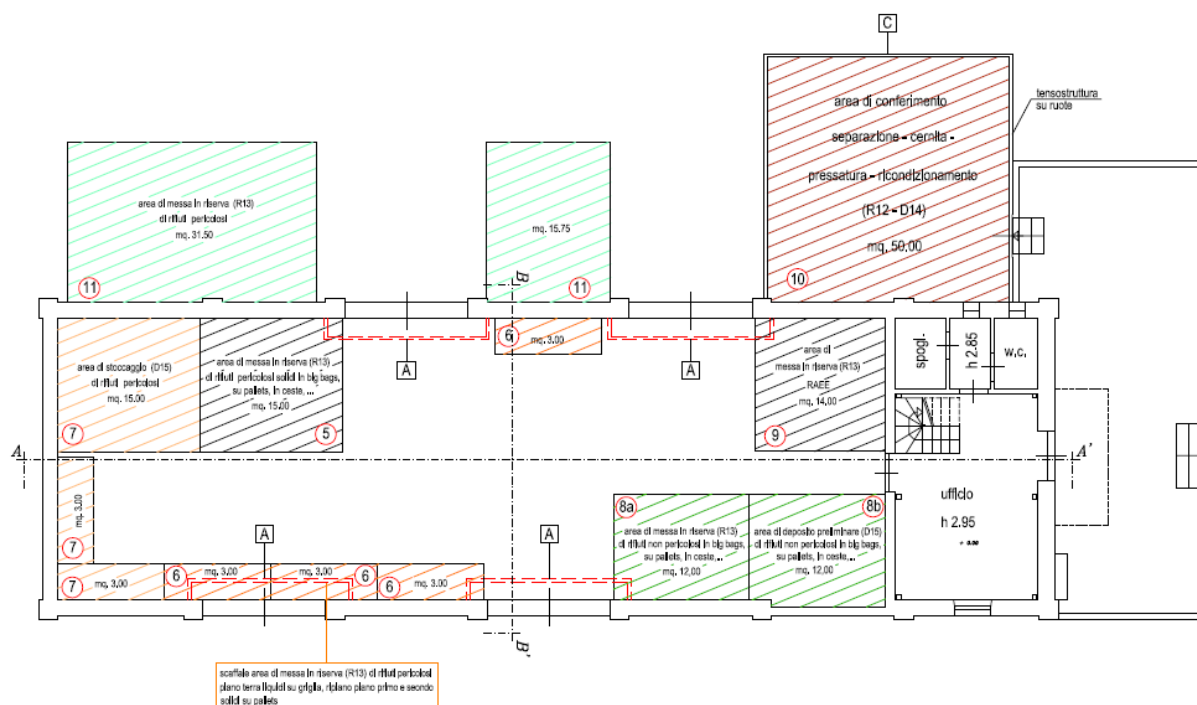 C
tensostruttura
su ruote
area di conferimento
separazione - cernita -
pressatura - ricondizionamento
(R12 - D14)
mq. 50.00
10
area di messa in riserva (R13)
di rifiuti pericolosi
mq. 31.50
11
mq. 15.75
11
B
area di stoccaggio (D15)
di rifiuti pericolosi
mq. 15.00
7
area di messa in riserva (R13)
di rifiuti pericolosi solidi in big bags,
su pallets, in ceste, ...
mq. 15.00
5
A
6
mq. 3.00
A
area di
messa in riserva (R13)
RAEE
mq. 14,00
9
spogl.
h 2.85
w.c.
A
A'
mq. 3.00
7
ufficio
h 2.95
+ 0.00
8a
area di messa in riserva (R13)
di rifiuti non pericolosi in big bags,
su pallets, in ceste,...
mq. 12,00
8b
area di deposito preliminare (D15)
di rifiuti non pericolosi in big bags,
su pallets, in ceste,...
mq. 12,00
A
A
7
mq. 3.00
6
mq. 3.00
mq. 3.00
6
6
mq. 3.00
B'
scaffale area di messa in riserva (R13) di rifiuti pericolosi
piano terra liquidi su griglia, ripiano piano primo e seondo
solidi su pallets